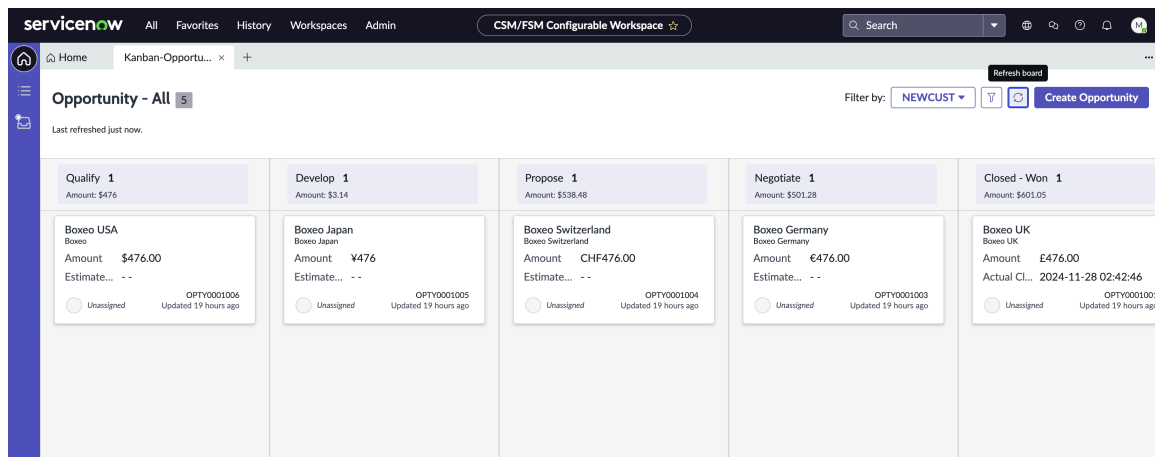 servicenow All Favorites History Workspaces Admin CSM/FSM Configurable Workspace Search M
Home Kanban-Opportu... × +
Refresh board
Opportunity - All 5 Filter by: NEWCUST Create Opportunity
Last refreshed just now.
Qualify 1
Amount: $476
Boxeo USA
Boxeo
Amount $476.00
Estimate... - -
OPTY0001006
Unassigned Updated 19 hours ago
Develop 1
Amount: $3.14
Boxeo Japan
Boxeo Japan
Amount ¥476
Estimate... - -
OPTY0001005
Unassigned Updated 19 hours ago
Propose 1
Amount: $538.48
Boxeo Switzerland
Boxeo Switzerland
Amount CHF476.00
Estimate... - -
OPTY0001004
Unassigned Updated 19 hours ago
Negotiate 1
Amount: $501.28
Boxeo Germany
Boxeo Germany
Amount €476.00
Estimate... - -
OPTY0001003
Unassigned Updated 19 hours ago
Closed - Won 1
Amount: $601.05
Boxeo UK
Boxeo UK
Amount £476.00
Actual Cl... 2024-11-28 02:42:46
OPTY0001001
Unassigned Updated 19 hours ago